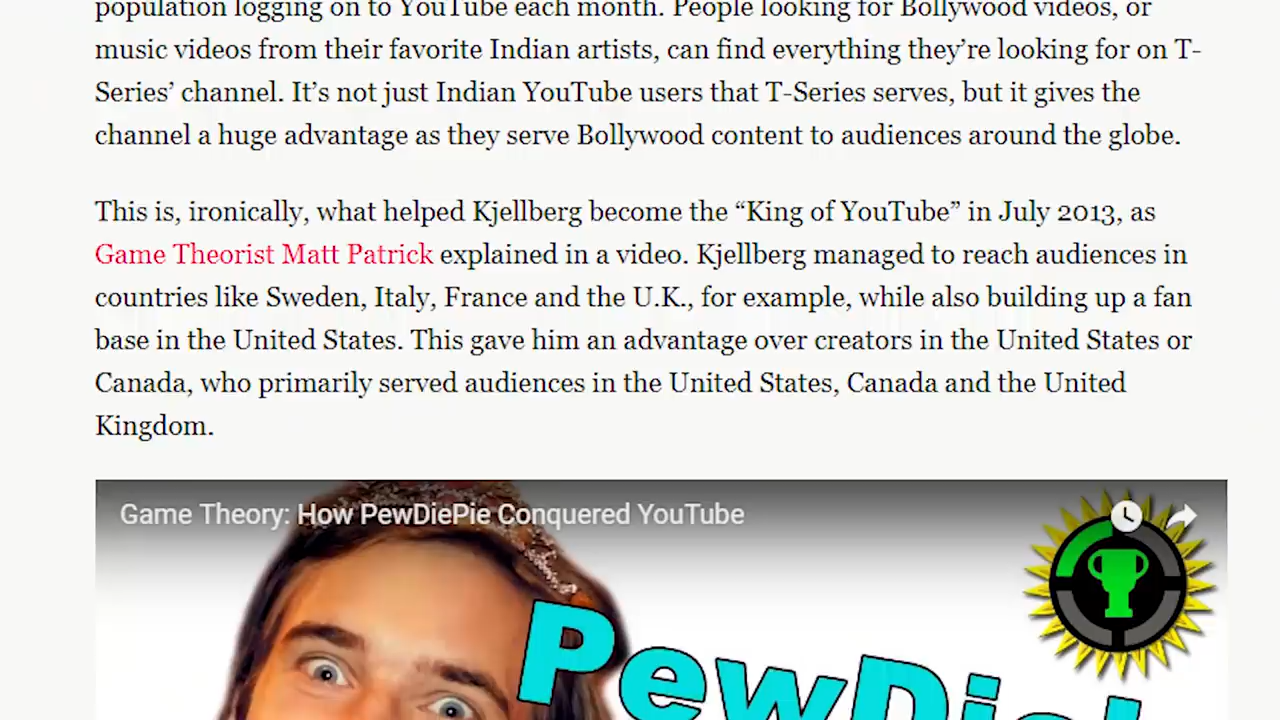 population logging on to YouTube each month. People looking for Bollywood videos, or
music videos from their favorite Indian artists, can find everything they’re looking for on T-
Series’ channel. It’s not just Indian YouTube users that T-Series serves, but it gives the
channel a huge advantage as they serve Bollywood content to audiences around the globe.
This is, ironically, what helped Kjellberg become the “King of YouTube” in July 2013, as
Game Theorist Matt Patrick explained in a video. Kjellberg managed to reach audiences in
countries like Sweden, Italy, France and the U.K., for example, while also building up a fan
base in the United States. This gave him an advantage over creators in the United States or
Canada, who primarily served audiences in the United States, Canada and the United
Kingdom.
Game Theory: How PewDiePie Conquered YouTube